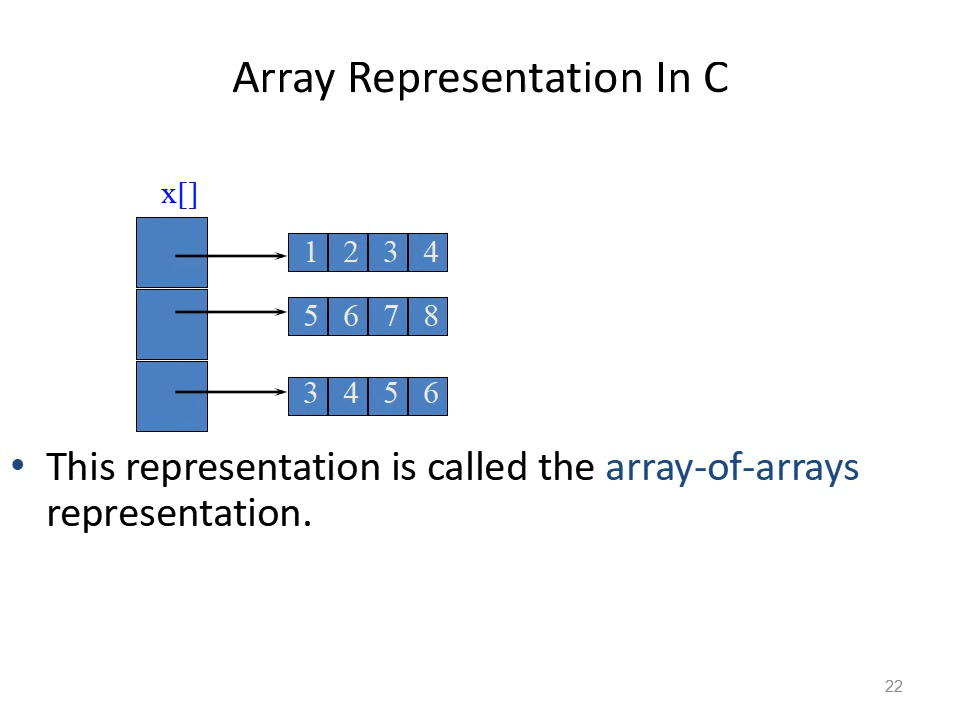 Array Representation In C
x[]
1 2 3 4
5 6 7 8
3 4 5 6
• This representation is called the array-of-arrays
representation.
22